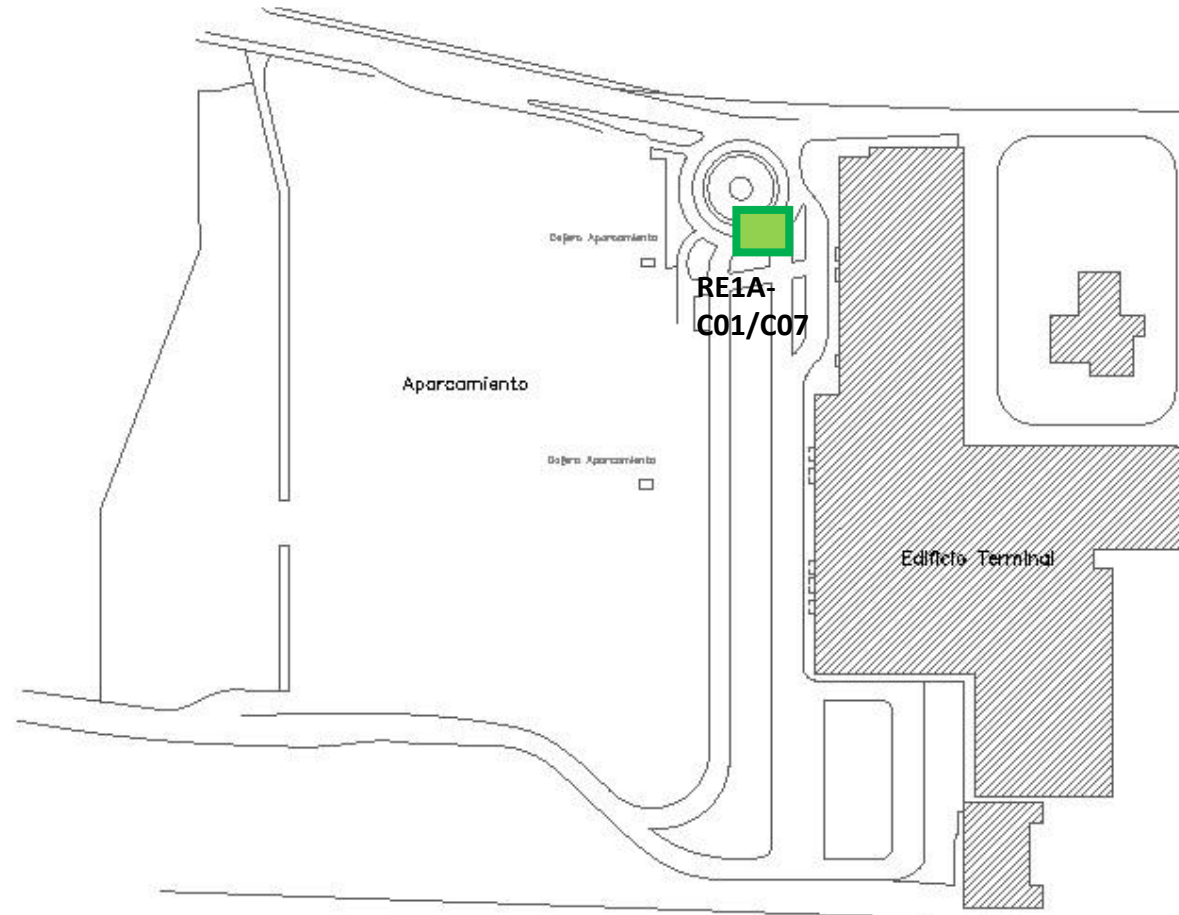 Cajero Aparcamiento
RE1A-
C01/C07
Aparcamiento
Cajero Aparcamiento
Edificio Terminal